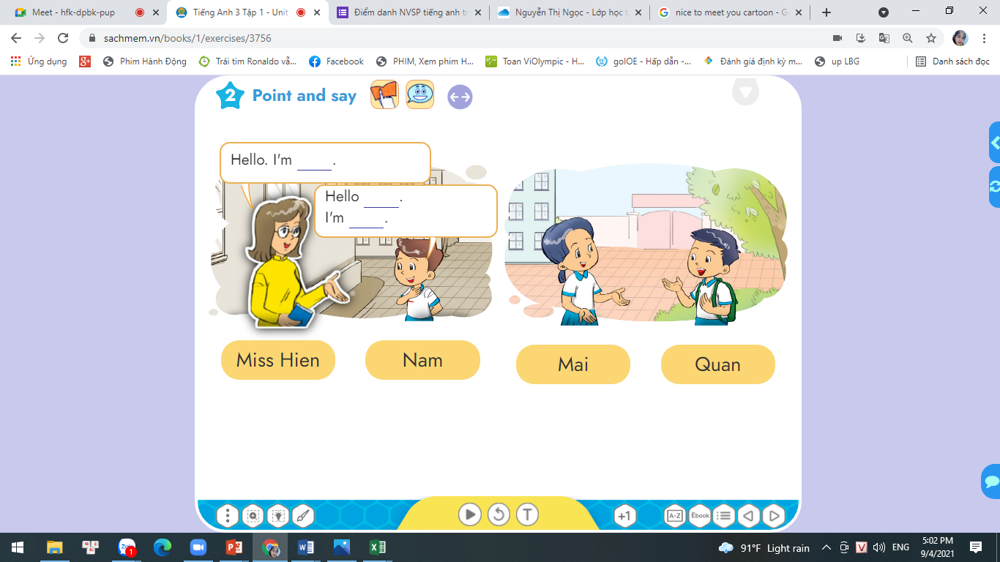 Meet - hfk-dpbk-pup
Tiếng Anh 3 Tập 1 - Unit
Điểm danh NVSP tiếng anh tr
Nguyễn Thị Ngọc - Lớp học t
nice to meet you cartoon - G
sachmem.vn/books/1/exercises/3756
Ứng dụng
Phim Hành Động
Trái tim Ronaldo vẫ...
Facebook
PHIM, Xem phim H...
Toan ViOlympic - H...
goIOE - Hấp dẫn -...
Đánh giá định kỳ m...
up LBG
Danh sách đọc
2 Point and say
Hello. I'm ____.
Hello ____.
I'm ____.
Miss Hien
Nam
Mai
Quan
T
+1
A-Z
Ebook
1
91°F Light rain
V
ENG
5:02 PM
9/4/2021